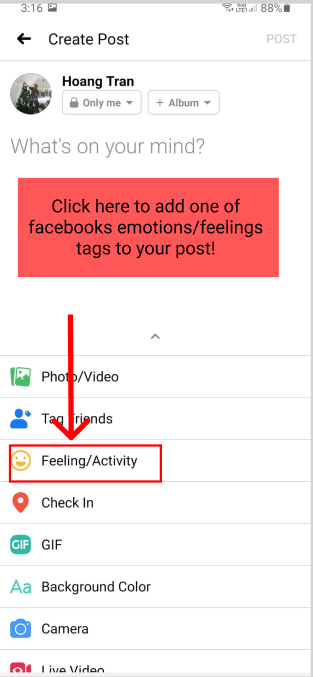 3:16 88%
Create Post POST
Hoang Tran
Only me + Album
What's on your mind?
Click here to add one of
facebooks emotions/feelings
tags to your post!
Photo/Video
Tag Friends
Feeling/Activity
Check In
GIF GIF
Aa Background Color
Camera
Live Video